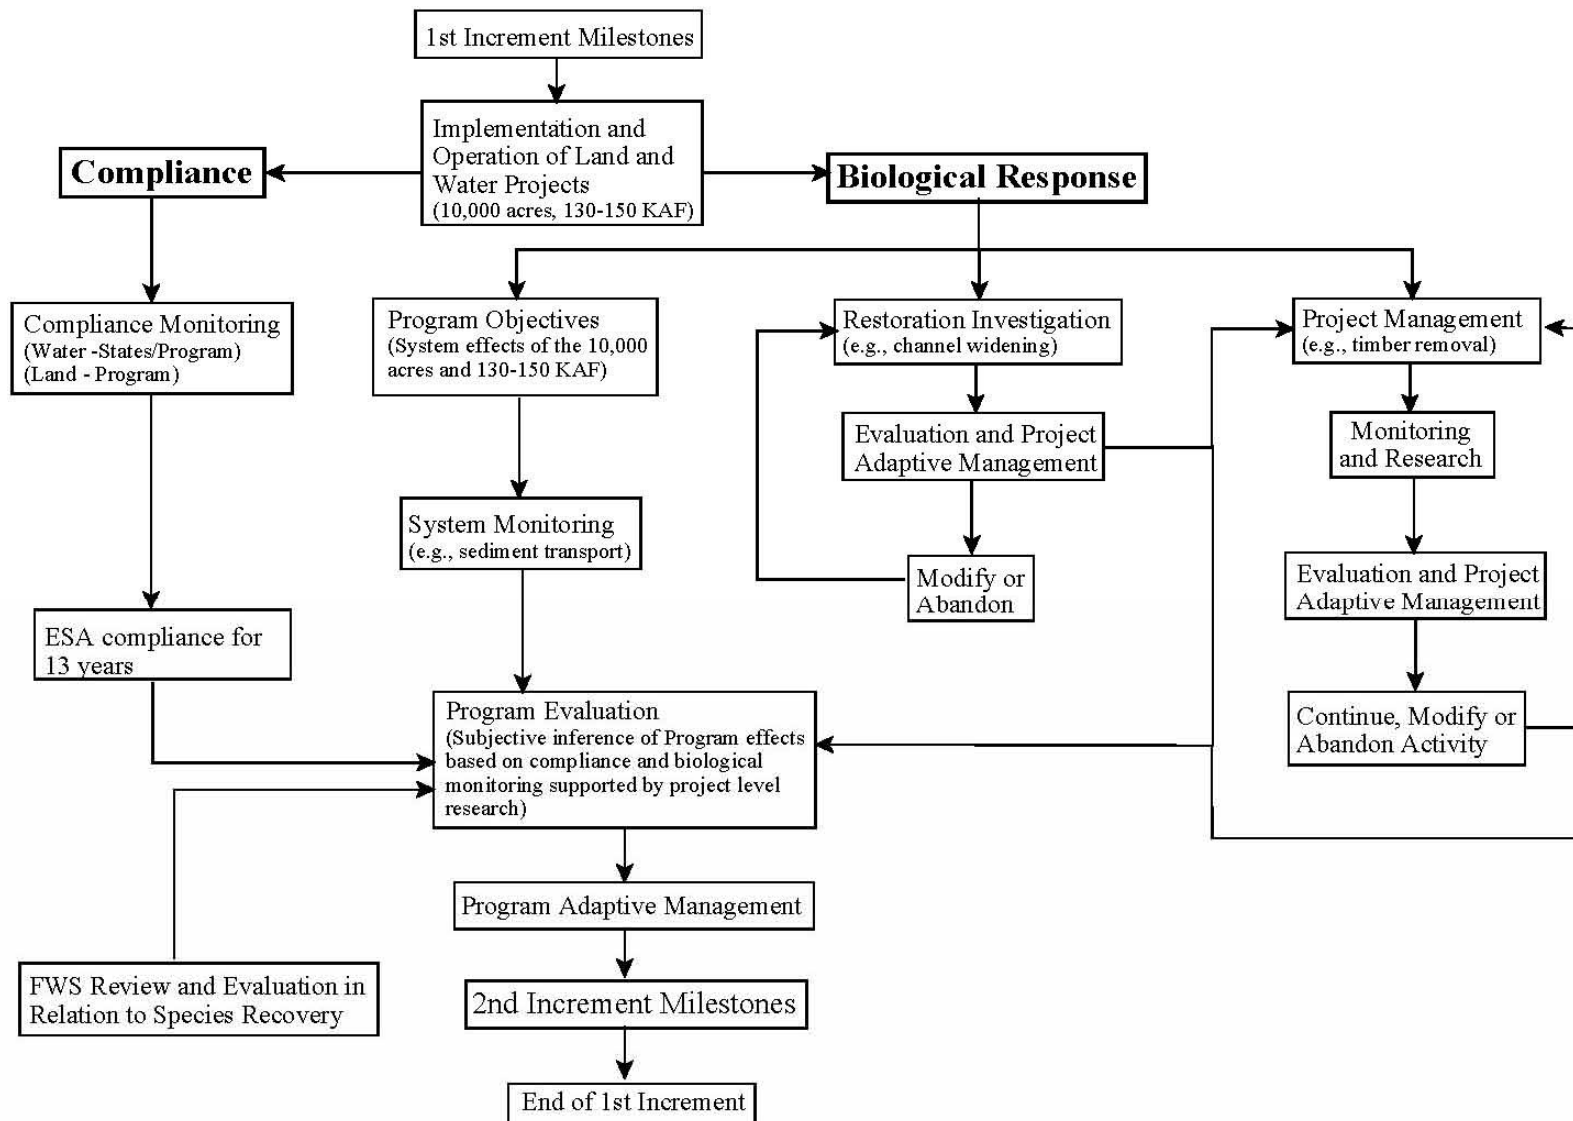 1st Increment Milestones
Implementation and
Operation of Land and
Water Projects
(10,000 acres, 130-150 KAF)
Compliance
Biological Response
Compliance Monitoring
(Water -States/Program)
(Land - Program)
Program Objectives
(System effects of the 10,000
acres and 130-150 KAF)
Restoration Investigation
(e.g., channel widening)
Project Management
(e.g., timber removal)
Evaluation and Project
Adaptive Management
Monitoring
and Research
System Monitoring
(e.g., sediment transport)
Modify or
Abandon
Evaluation and Project
Adaptive Management
ESA compliance for
13 years
Program Evaluation
(Subjective inference of Program effects
based on compliance and biological
monitoring supported by project level
research)
Continue, Modify or
Abandon Activity
Program Adaptive Management
FWS Review and Evaluation in
Relation to Species Recovery
2nd Increment Milestones
End of 1st Increment